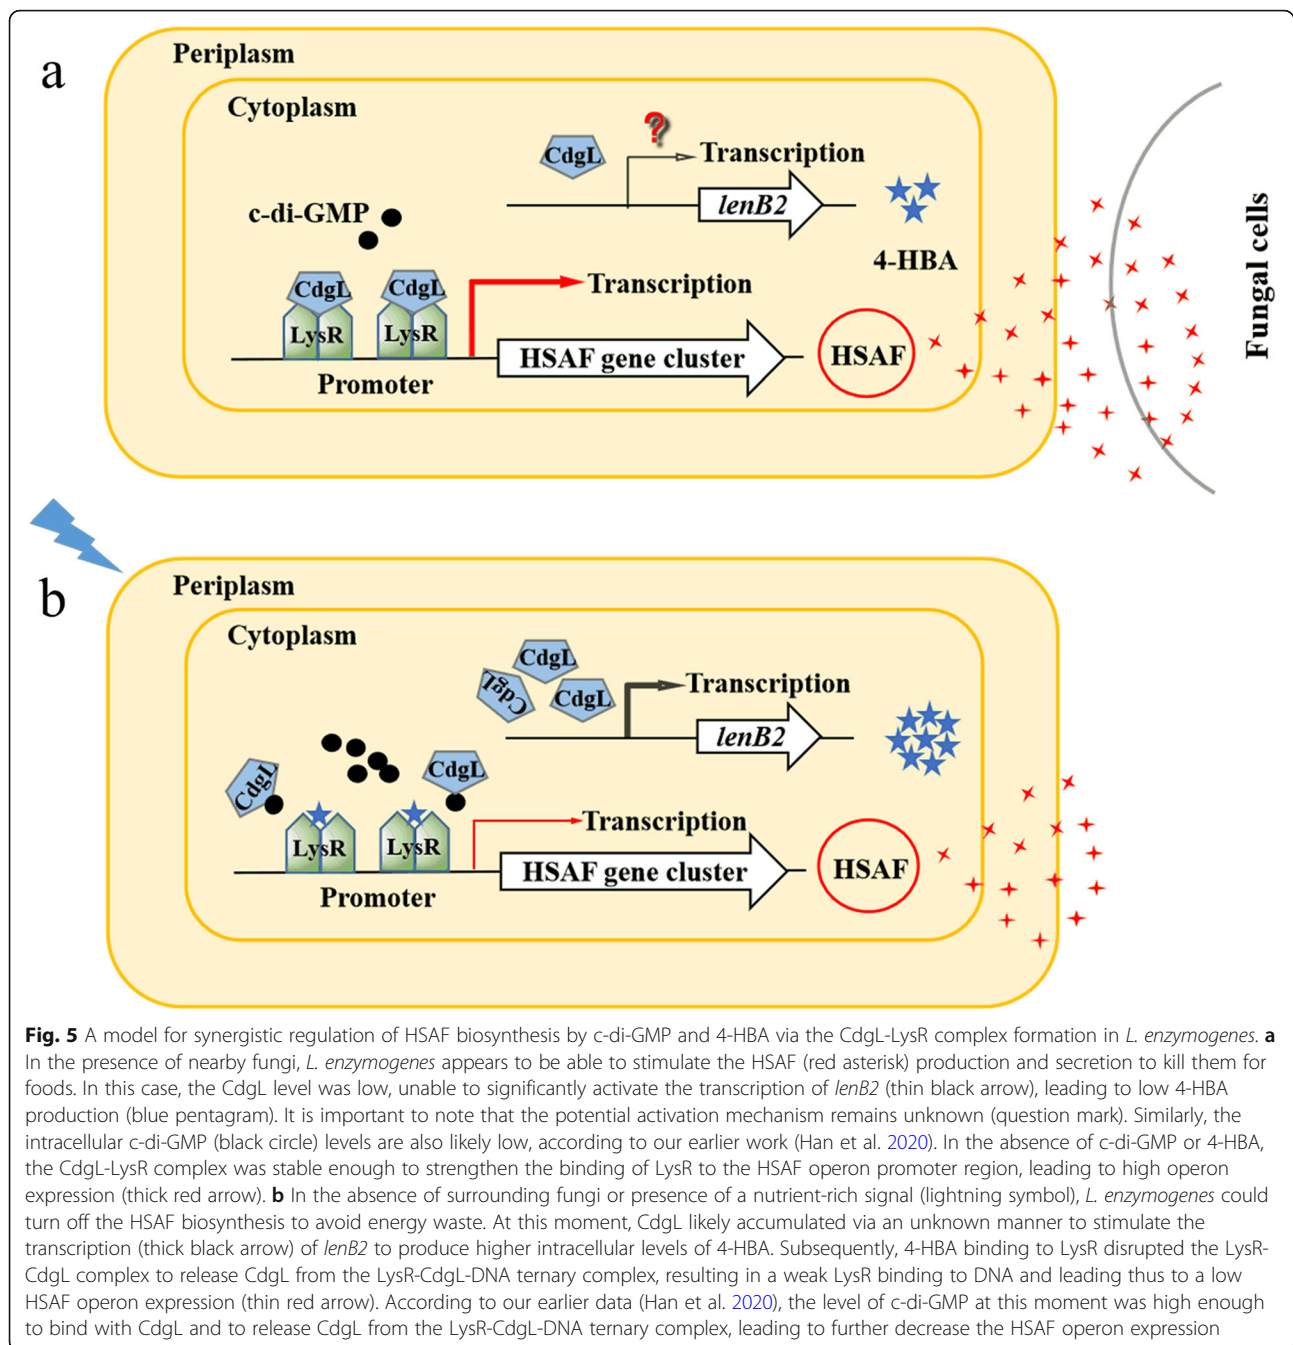 a
Periplasm
Cytoplasm
?
CdgL
Transcription
lenB2
c-di-GMP
4-HBA
CdgL
CdgL
Transcription
LysR
LysR
HSAF gene cluster
HSAF
Promoter
Fungal cells
b
Periplasm
Cytoplasm
CdgL
CdgL
CdgL
Transcription
lenB2
CdgL
CdgL
Transcription
LysR
LysR
HSAF gene cluster
HSAF
Promoter
Fig. 5 A model for synergistic regulation of HSAF biosynthesis by c-di-GMP and 4-HBA via the CdgL-LysR complex formation in L. enzymogenes. a
In the presence of nearby fungi, L. enzymogenes appears to be able to stimulate the HSAF (red asterisk) production and secretion to kill them for
foods. In this case, the CdgL level was low, unable to significantly activate the transcription of lenB2 (thin black arrow), leading to low 4-HBA
production (blue pentagram). It is important to note that the potential activation mechanism remains unknown (question mark). Similarly, the
intracellular c-di-GMP (black circle) levels are also likely low, according to our earlier work (Han et al. 2020). In the absence of c-di-GMP or 4-HBA,
the CdgL-LysR complex was stable enough to strengthen the binding of LysR to the HSAF operon promoter region, leading to high operon
expression (thick red arrow). b In the absence of surrounding fungi or presence of a nutrient-rich signal (lightning symbol), L. enzymogenes could
turn off the HSAF biosynthesis to avoid energy waste. At this moment, CdgL likely accumulated via an unknown manner to stimulate the
transcription (thick black arrow) of lenB2 to produce higher intracellular levels of 4-HBA. Subsequently, 4-HBA binding to LysR disrupted the LysR-
CdgL complex to release CdgL from the LysR-CdgL-DNA ternary complex, resulting in a weak LysR binding to DNA and leading thus to a low
HSAF operon expression (thin red arrow). According to our earlier data (Han et al. 2020), the level of c-di-GMP at this moment was high enough
to bind with CdgL and to release CdgL from the LysR-CdgL-DNA ternary complex, leading to further decrease the HSAF operon expression